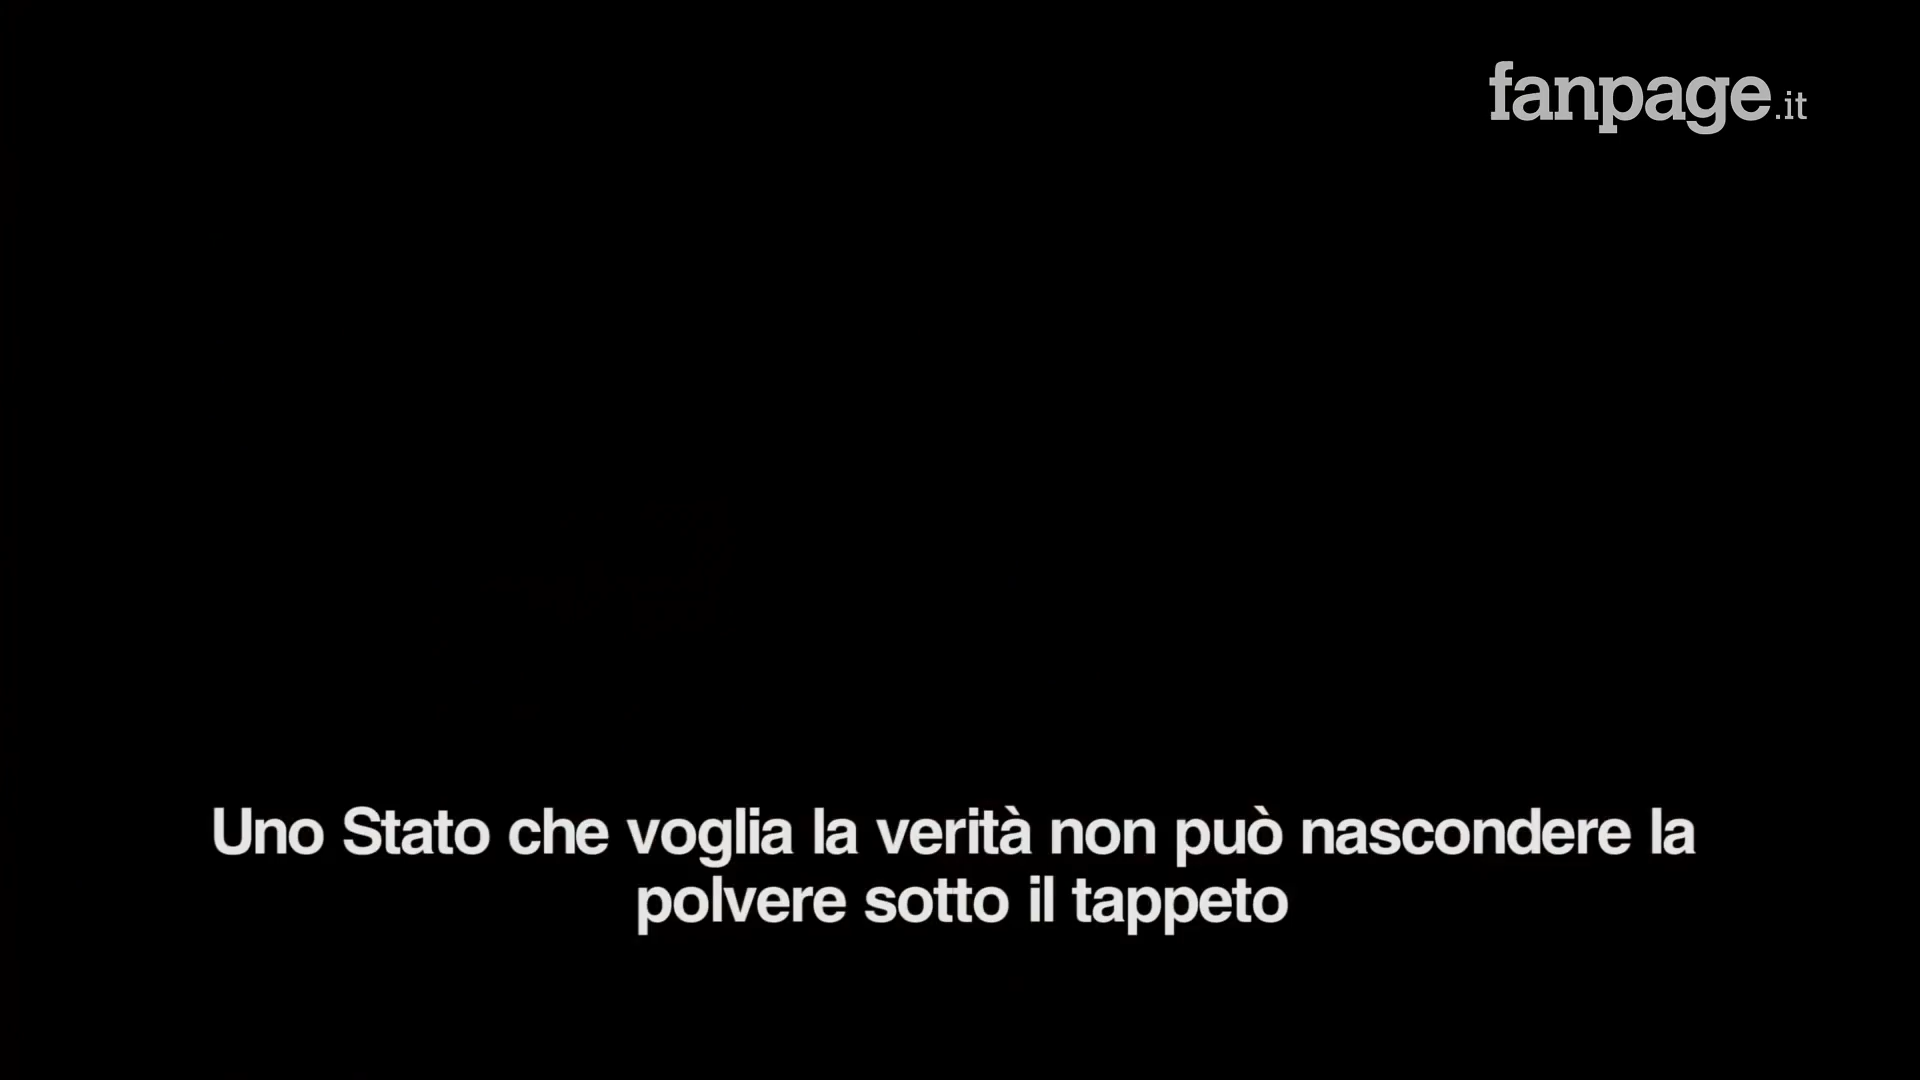 fanpage.it
Uno Stato che voglia la verità non può nascondere la
polvere sotto il tappeto